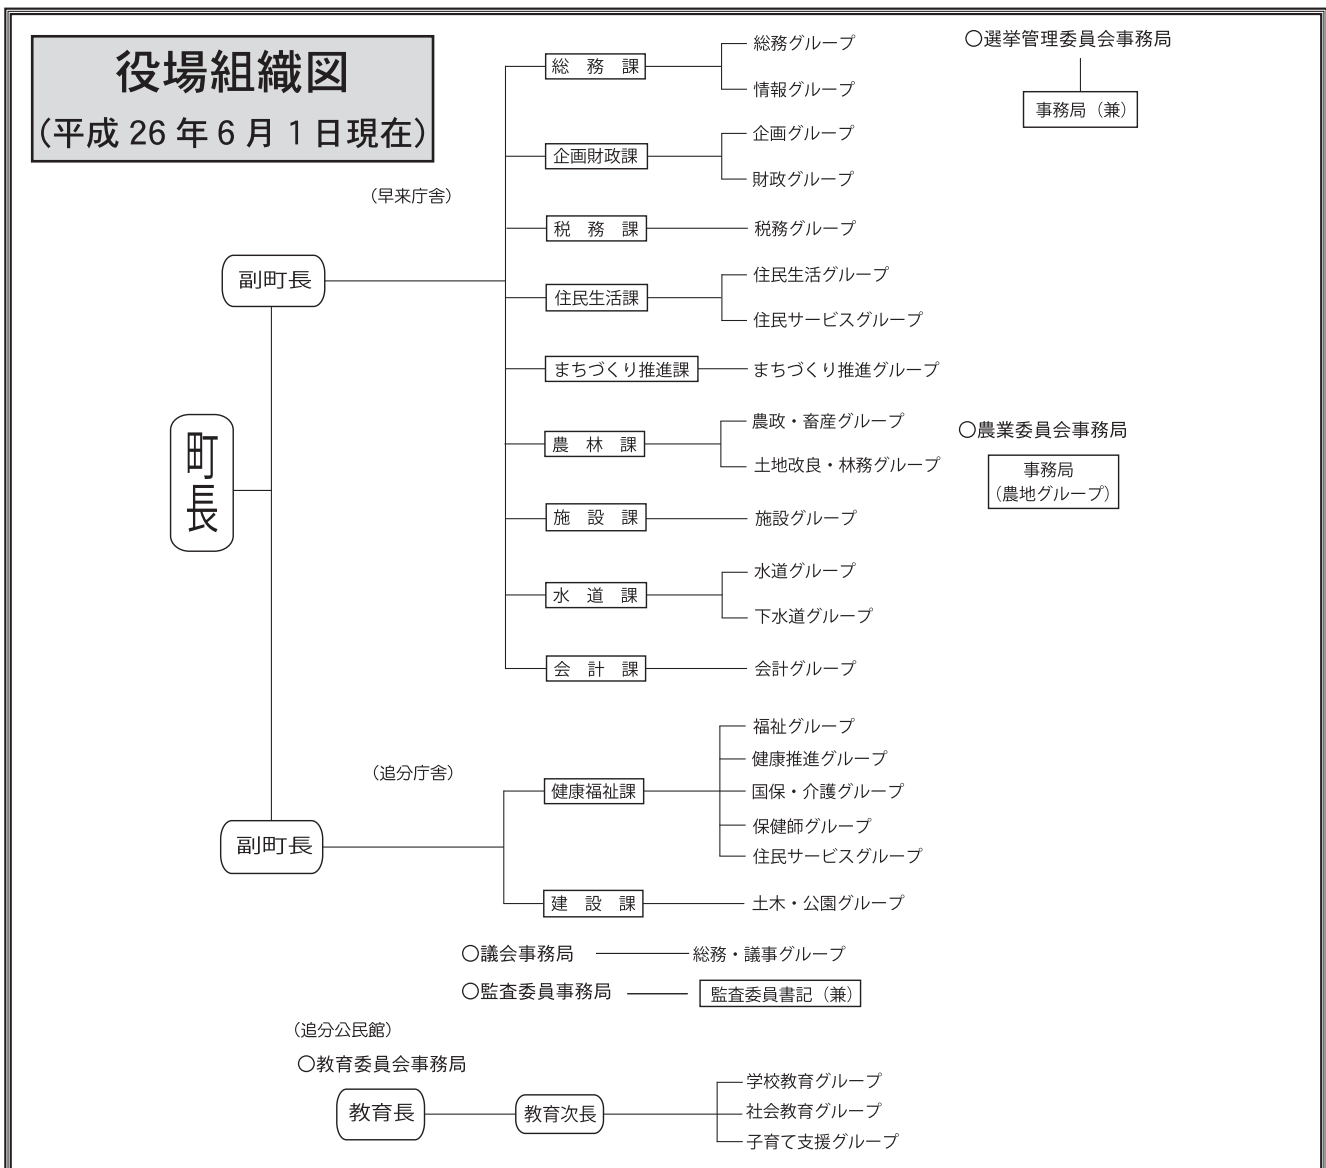 役場組織図
（平成 26 年 6 月 1 日現在）
（早来庁舎）
町長
副町長
総務課
総務グループ
情報グループ
企画財政課
企画グループ
財政グループ
税務課
税務グループ
住民生活課
住民生活グループ
住民サービスグループ
まちづくり推進課
まちづくり推進グループ
農林課
農政・畜産グループ
土地改良・林務グループ
施設課
施設グループ
水道課
水道グループ
下水道グループ
会計課
会計グループ
○選挙管理委員会事務局
事務局（兼）
○農業委員会事務局
事務局
（農地グループ）
（追分庁舎）
副町長
健康福祉課
福祉グループ
健康推進グループ
国保・介護グループ
保健師グループ
住民サービスグループ
建設課
土木・公園グループ
○議会事務局
総務・議事グループ
○監査委員事務局
監査委員書記（兼）
（追分公民館）
○教育委員会事務局
教育長
教育次長
学校教育グループ
社会教育グループ
子育て支援グループ